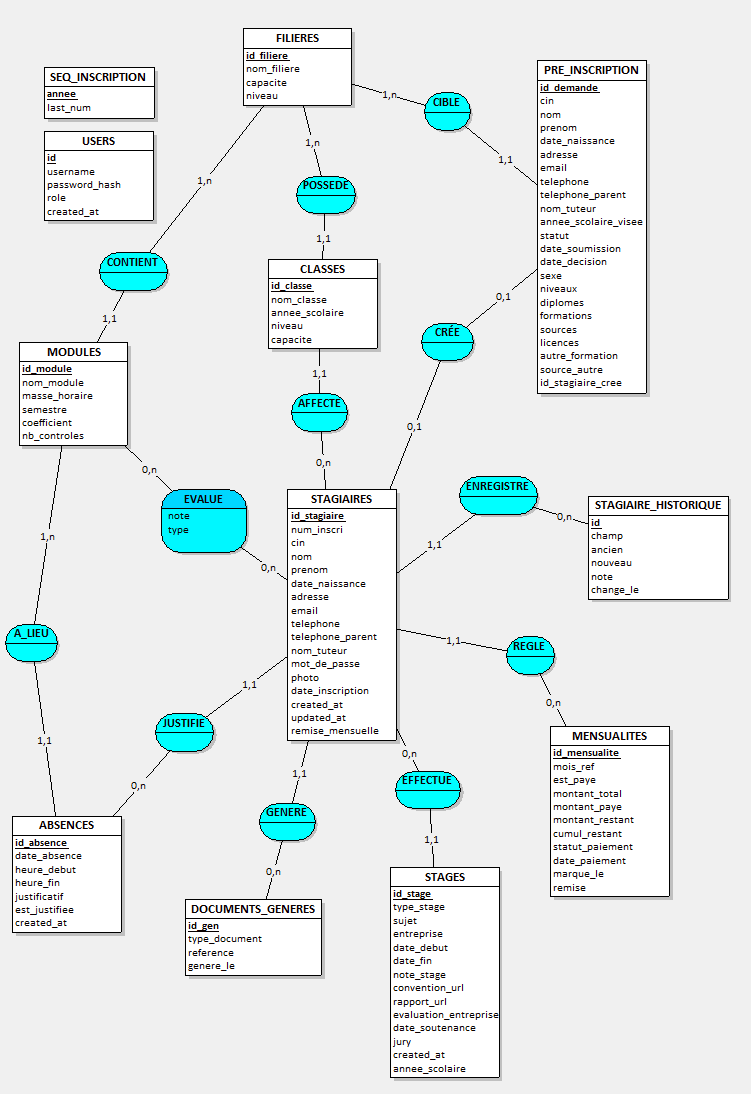 FILIERES
id_filiere
nom_filiere
capacite
niveau
SEQ_INSCRIPTION
annee
last_num
USERS
id
username
password_hash
role
created_at
PRE_INSCRIPTION
id_demande
cin
nom
prenom
date_naissance
adresse
email
telephone
telephone_parent
nom_tuteur
annee_scolaire_visee
statut
date_soumission
date_decision
sexe
niveaux
diplomes
formations
sources
licences
autre_formation
source_autre
id_stagiaire_cree
1,n
CIBLE
1,1
1,n
POSSEDE
1,1
1,n
CONTIENT
1,1
CLASSES
id_classe
nom_classe
annee_scolaire
niveau
capacite
0,1
CRÉE
0,1
MODULES
id_module
nom_module
masse_horaire
semestre
coefficient
nb_controles
1,1
AFFECTE
0,n
0,n
EVALUE
note
type
0,n
STAGIAIRES
id_stagiaire
num_inscri
cin
nom
prenom
date_naissance
adresse
email
telephone
telephone_parent
nom_tuteur
mot_de_passe
photo
date_inscription
created_at
updated_at
remise_mensuelle
ENREGISTRE
0,n
1,1
STAGIAIRE_HISTORIQUE
id
champ
ancien
nouveau
note
change_le
1,n
A_LIEU
1,1
1,1
REGLE
0,n
1,1
JUSTIFIE
0,n
MENSUALITES
id_mensualite
mois_ref
est_paye
montant_total
montant_paye
montant_restant
cumul_restant
statut_paiement
date_paiement
marque_le
remise
0,n
EFFECTUE
1,1
1,1
GENERE
0,n
ABSENCES
id_absence
date_absence
heure_debut
heure_fin
justificatif
est_justifiee
created_at
DOCUMENTS_GENERES
id_gen
type_document
reference
genere_le
STAGES
id_stage
type_stage
sujet
entreprise
date_debut
date_fin
note_stage
convention_url
rapport_url
evaluation_entreprise
date_soutenance
jury
created_at
annee_scolaire